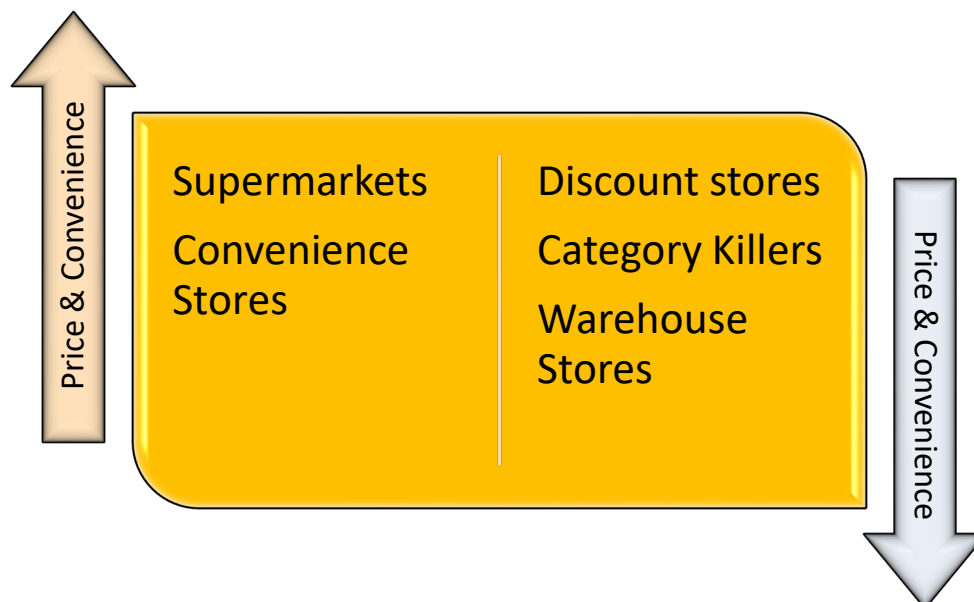 Price & Convenience
Supermarkets
Convenience
Stores
Discount stores
Category Killers
Warehouse
Stores
Price & Convenience